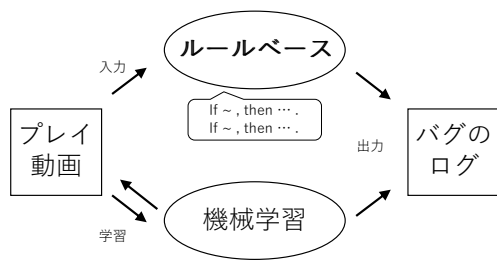 ルールベース
入力
If ~ , then … .
If ~ , then … .
プレイ
動画
バグの
ログ
出力
機械学習
学習